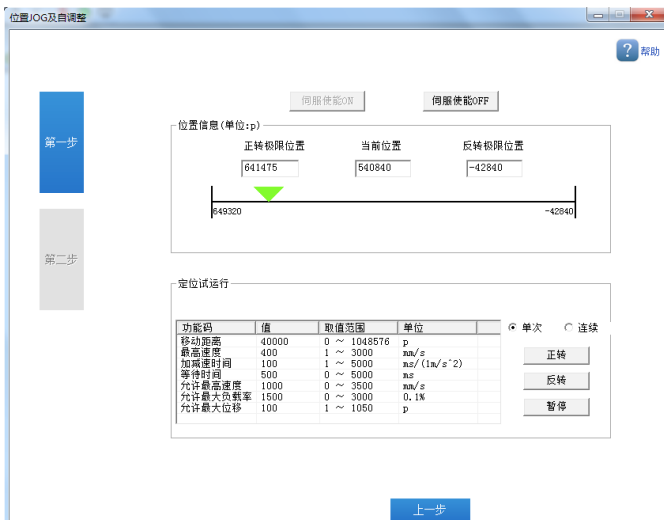 位置JOG及自调整
? 帮助
第一步
第二步
伺服使能ON 伺服使能OFF
位置信息(单位:p)
正转极限位置 当前位置 反转极限位置
641475 540840 -42840
649320 -42840
定位试运行
功能码 值 取值范围 单位
移动距离 40000 0 ～ 1048576 p
最高速度 400 1 ～ 3000 mm/s
加减速时间 100 1 ～ 5000 ms/(1m/s^2)
等待时间 500 0 ～ 5000 ms
允许最高速度 1000 0 ～ 3500 mm/s
允许最大负载率 1500 0 ～ 3000 0.1%
允许最大位移 100 1 ～ 1050 p
单次 连续
正转
反转
暂停
上一步